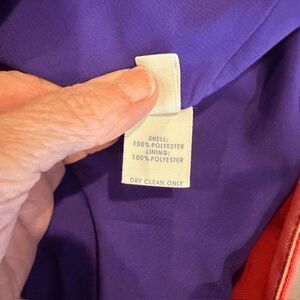 SHELL:
100% POLYESTER
LINING:
100% POLYESTER
DRY CLEAN ONLY